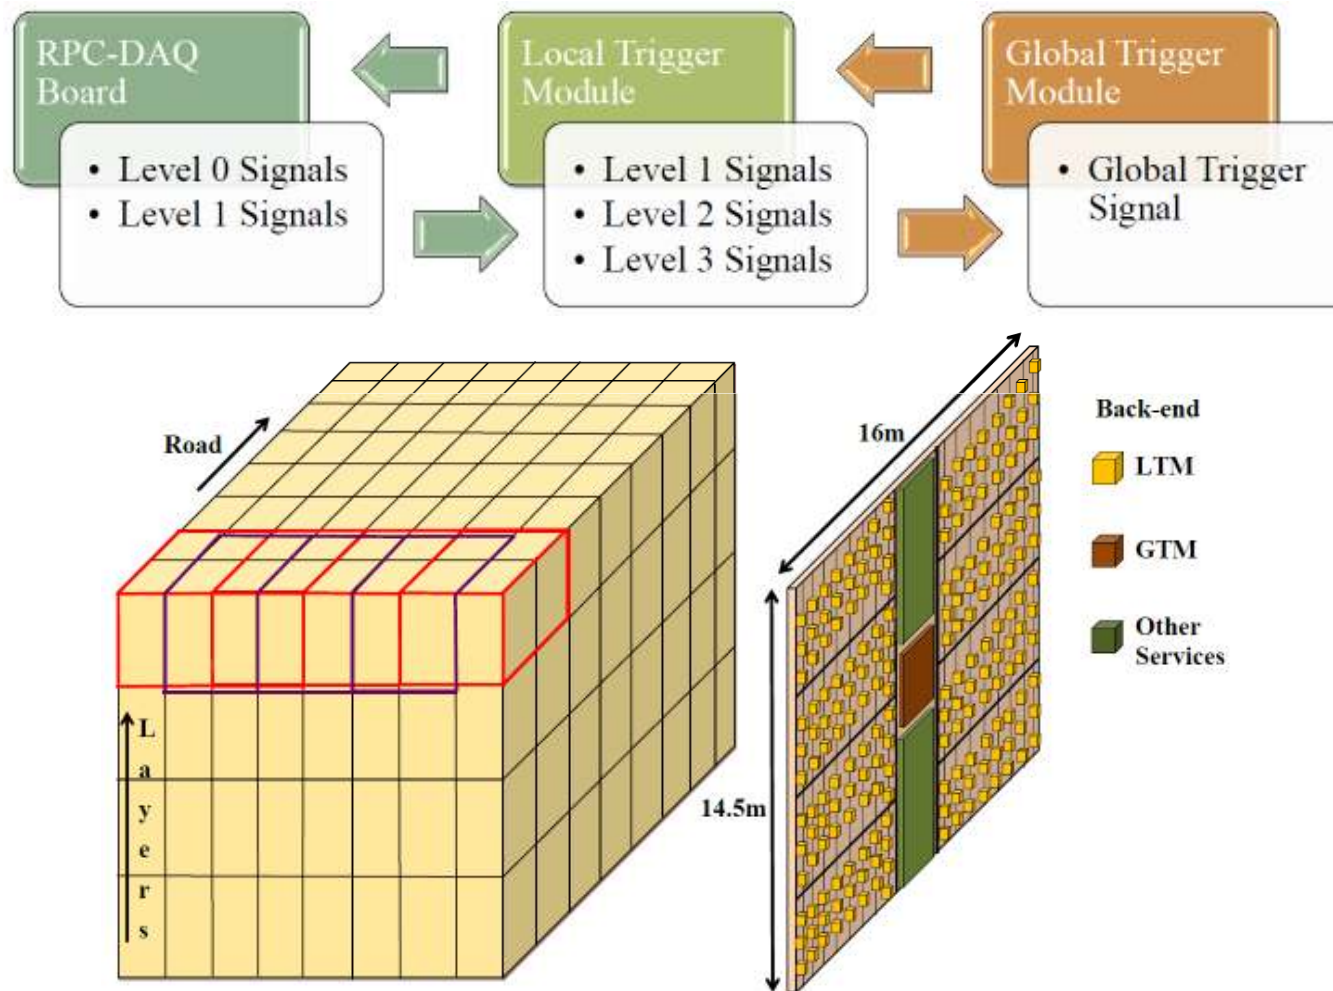 RPC-DAQ
Board
• Level 0 Signals
• Level 1 Signals
Local Trigger
Module
• Level 1 Signals
• Level 2 Signals
• Level 3 Signals
Global Trigger
Module
• Global Trigger
Signal
Road
L
a
y
e
r
s
16m
14.5m
Back-end
LTM
GTM
Other
Services